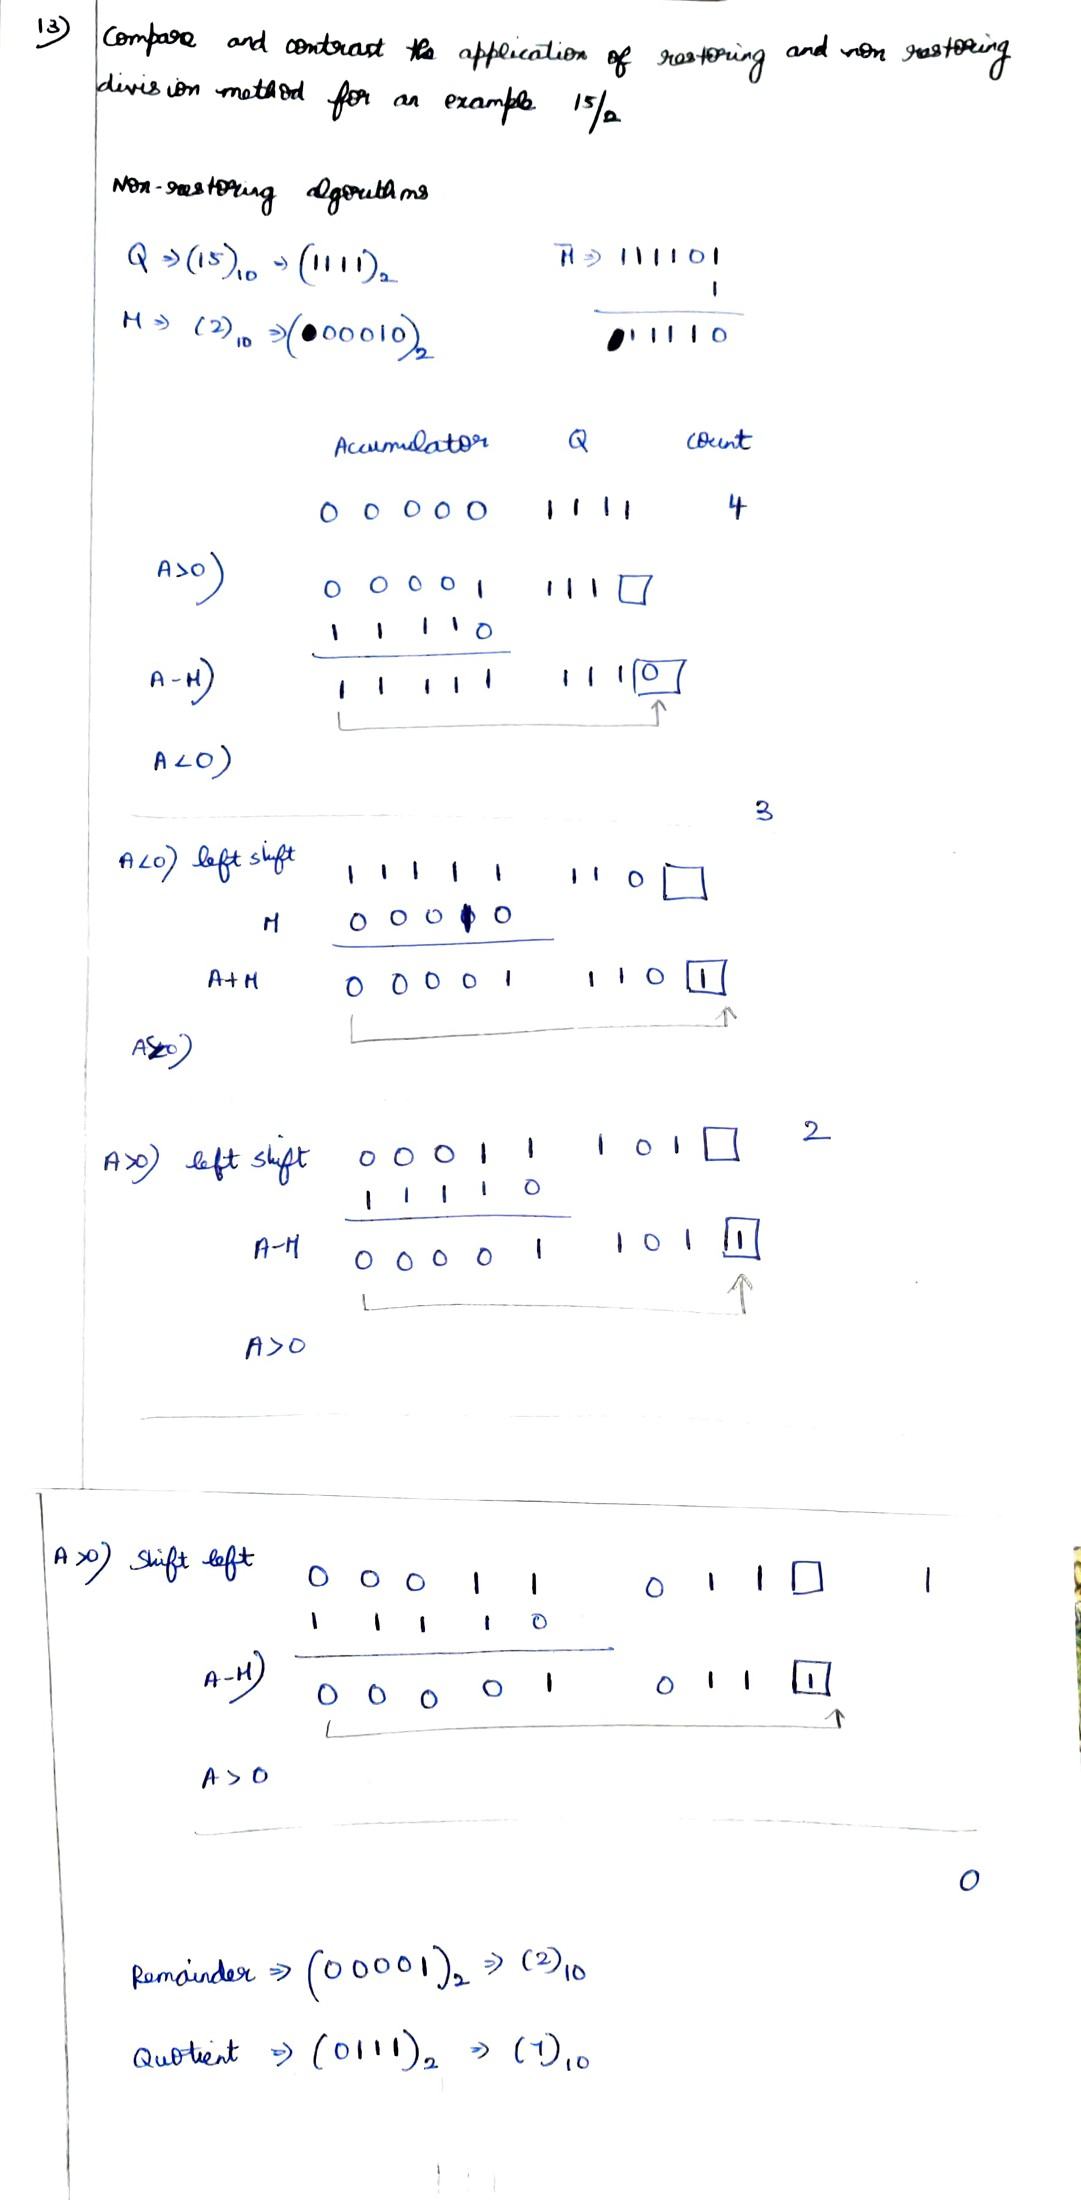 13) Compare and contrast the application of restoring and non restoring
division method for an example 15/2
Non-restoring algorithms
Q ⇒ (15)₁₀ → (1111)₂
M̄ ⇒ 111101
1
M ⇒ (2)₁₀ ⇒ (00010)₂
11110
Accumulator Q count
0 0 0 0 0 1 1 1 1 4
A>0) 0 0 0 0 1 1 1 1 □
1 1 1 1 0
A-M) 1 1 1 1 1 1 1 1 0
A<0)
3
A<0) left shift 1 1 1 1 1 1 1 0 □
M 0 0 0 1 0
A+M 0 0 0 0 1 1 1 0 1
A>0) left shift 0 0 0 1 1 1 0 1 □ 2
1 1 1 1 0
A-M 0 0 0 0 1 1 0 1 1
A>0
A>0) shift left 0 0 0 1 1 0 1 1 □ 1
1 1 1 1 0
A-M) 0 0 0 0 1 0 1 1 1
A>0
0
Remainder ⇒ (00001)₂ ⇒ (2)₁₀
Quotient ⇒ (0111)₂ ⇒ (7)₁₀